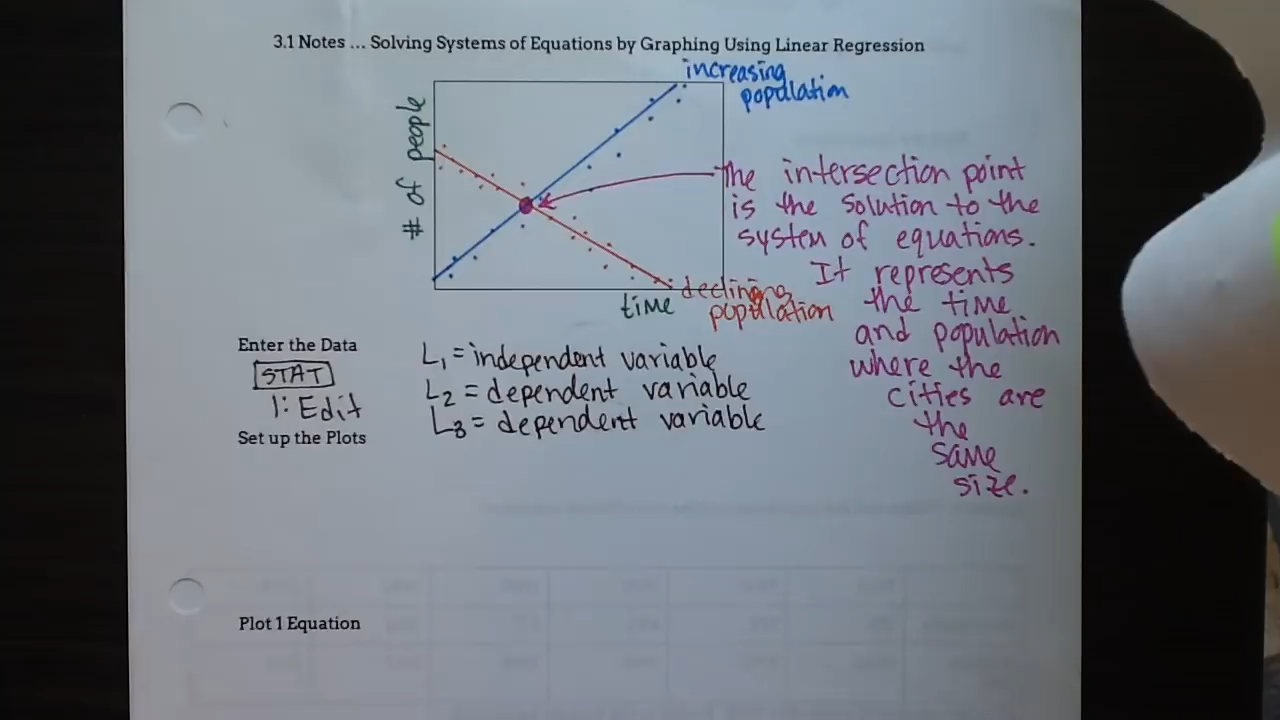 3.1 Notes ... Solving Systems of Equations by Graphing Using Linear Regression
increasing
population
# of people
the intersection point
is the solution to the
system of equations.
It represents
the time
and population
where the
cities are
the
same
size.
declining
population
time
Enter the Data
STAT
1: Edit
L₁ = independent variable
L₂ = dependent variable
L₃ = dependent variable
Set up the Plots
Plot 1 Equation